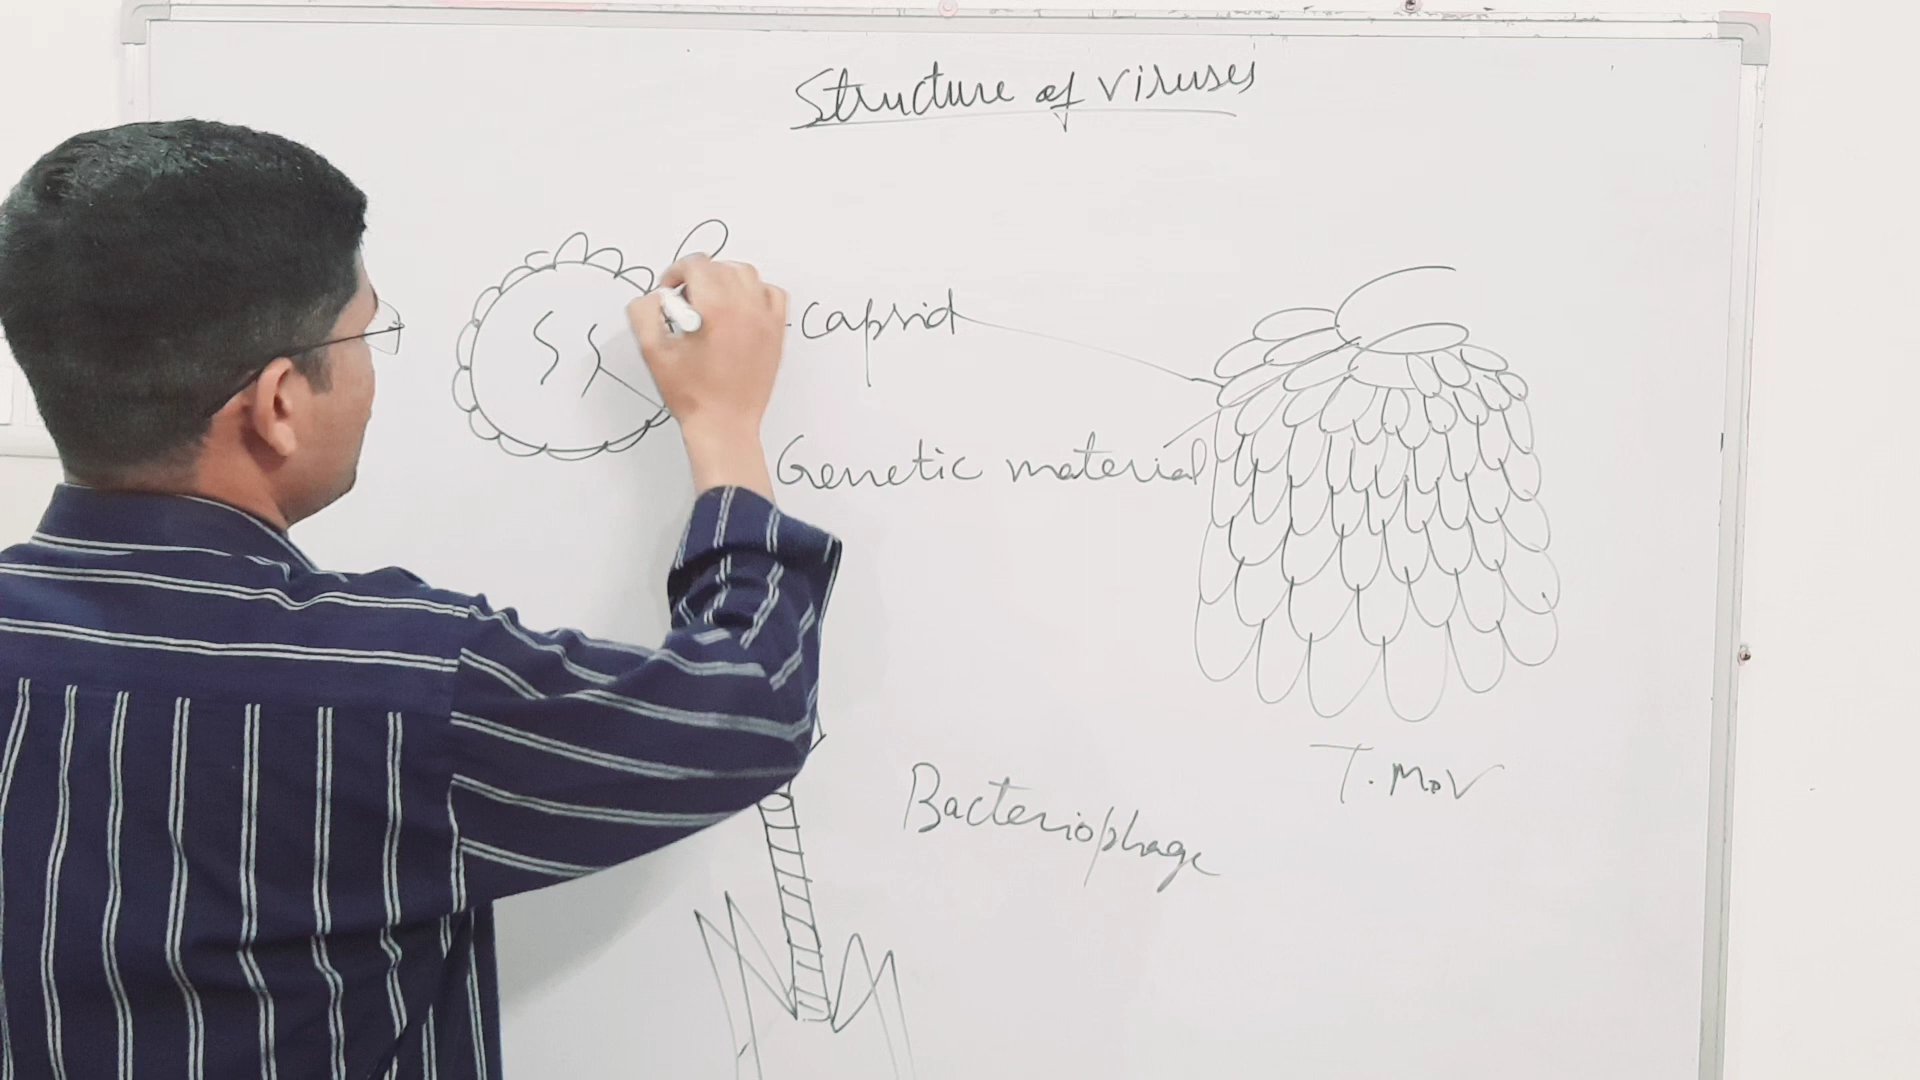 Structure of viruses
capsid
Genetic material
T.M.V
Bacteriophage